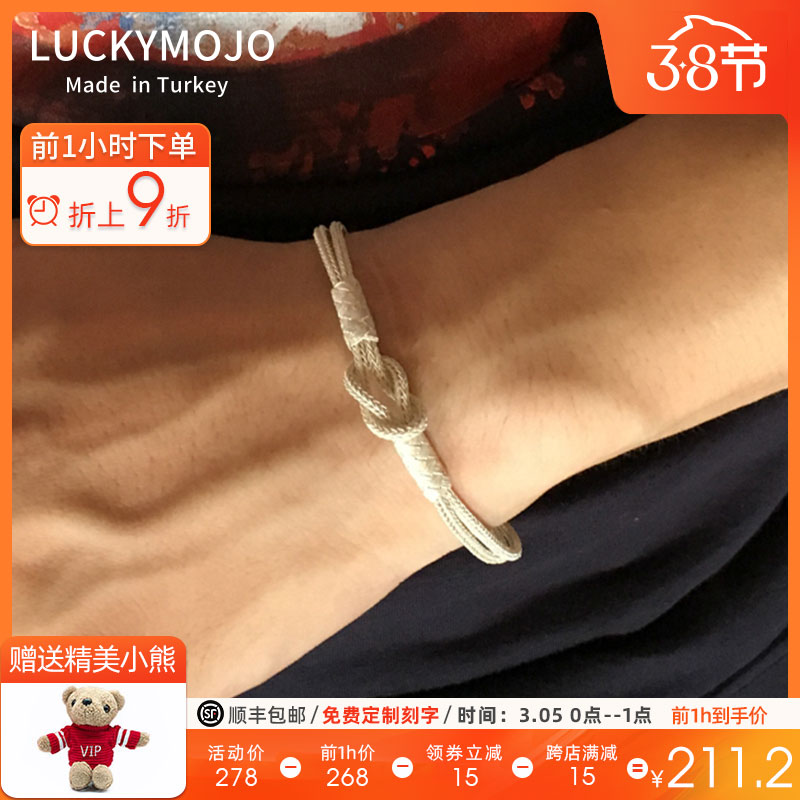 LUCKYMOJO
Made in Turkey
3.8节
前1小时下单
折上9折
赠送精美小熊
VIP
SF 顺丰包邮/免费定制刻字/时间：3.05 0点--1点 前1h到手价
活动价 前1h价 领券立减 跨店满减
278 - 268 - 15 - 15 = ¥211.2